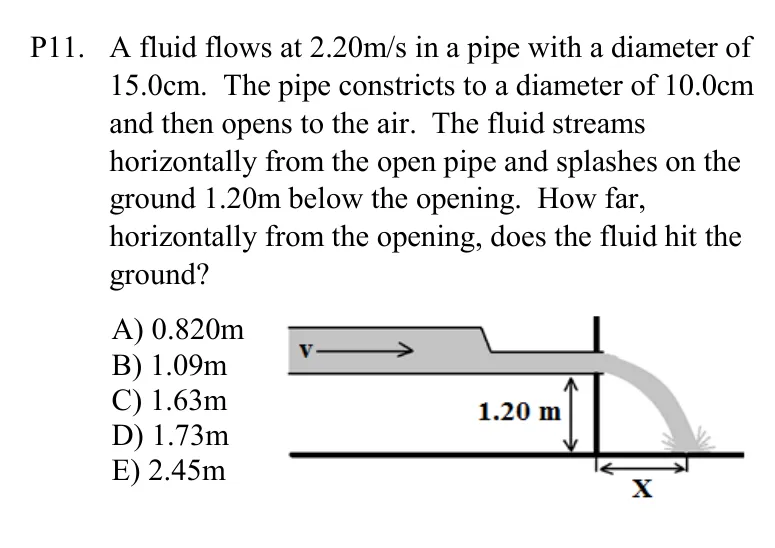 P11. A fluid flows at 2.20m/s in a pipe with a diameter of
15.0cm. The pipe constricts to a diameter of 10.0cm
and then opens to the air. The fluid streams
horizontally from the open pipe and splashes on the
ground 1.20m below the opening. How far,
horizontally from the opening, does the fluid hit the
ground?
A) 0.820m
B) 1.09m
C) 1.63m
D) 1.73m
E) 2.45m
v
1.20 m
X